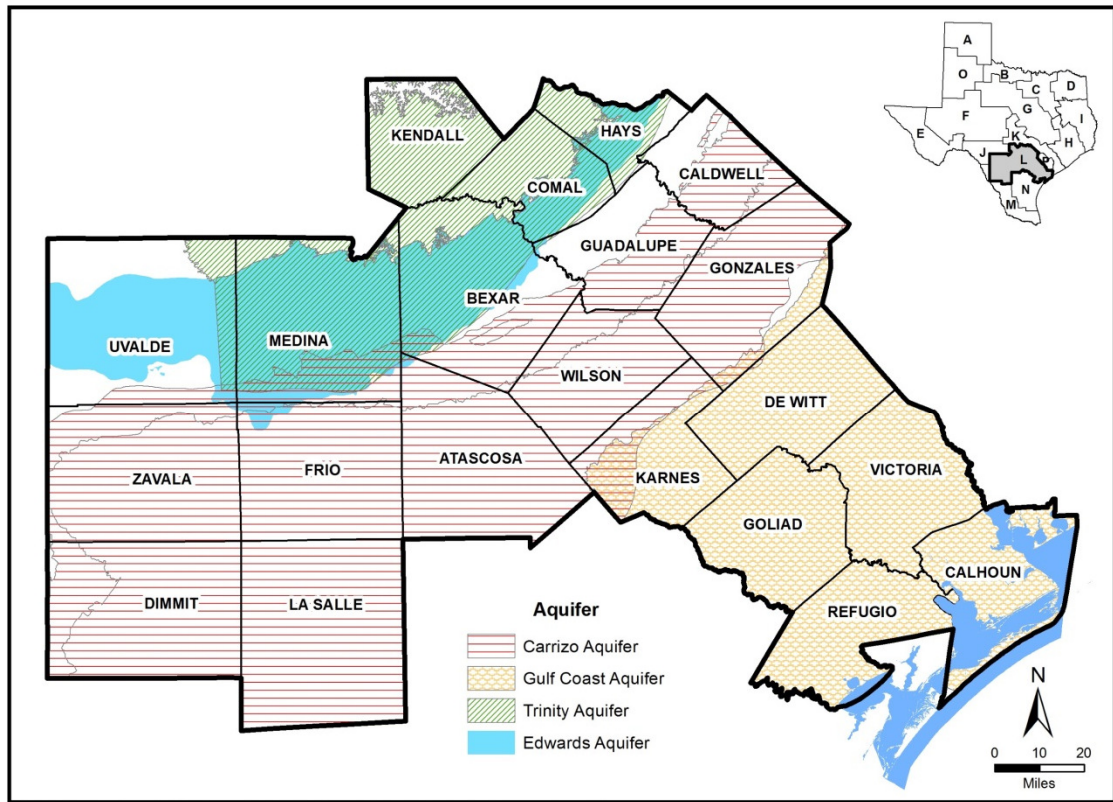 A
O
B
C
D
G
F
I
E
K
H
J
L
P
N
M
KENDALL
HAYS
COMAL
CALDWELL
GUADALUPE
GONZALES
BEXAR
UVALDE
MEDINA
WILSON
DE WITT
ZAVALA
FRIO
ATASCOSA
KARNES
VICTORIA
GOLIAD
CALHOUN
DIMMIT
LA SALLE
REFUGIO
Aquifer
Carrizo Aquifer
Gulf Coast Aquifer
Trinity Aquifer
Edwards Aquifer
N
0 10 20
Miles